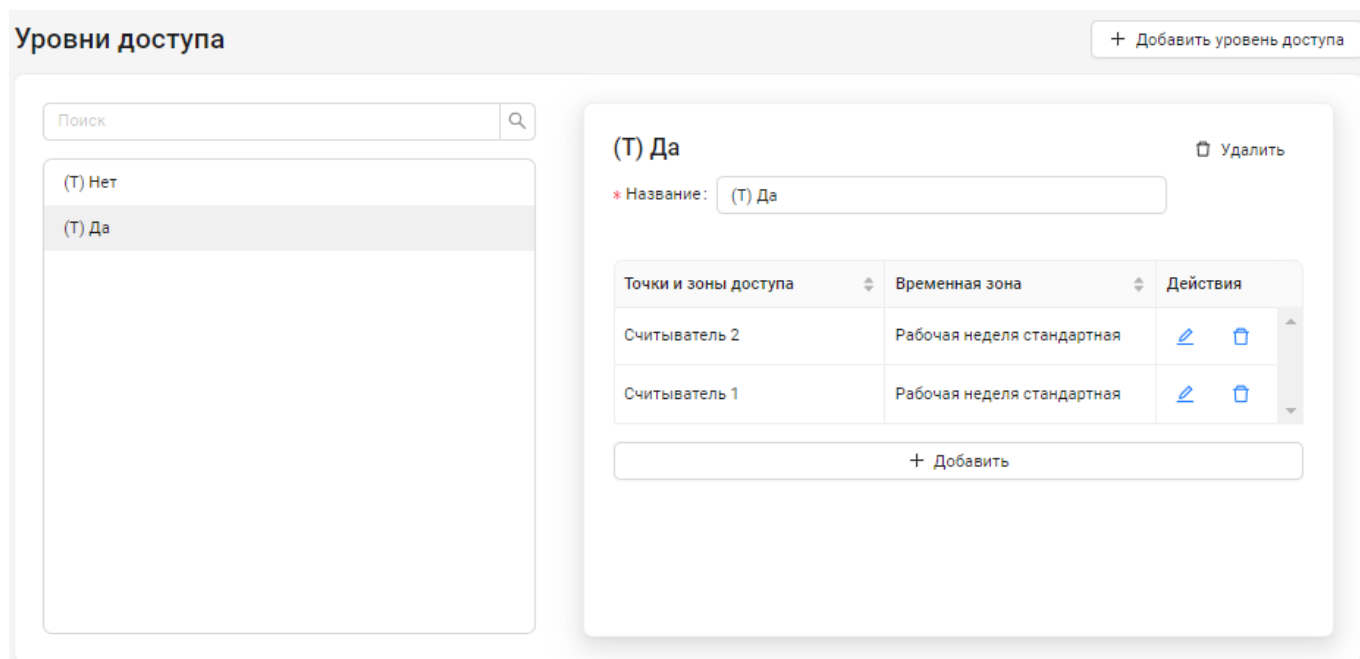 Уровни доступа
+ Добавить уровень доступа
Поиск
(Т) Нет
(Т) Да
(Т) Да
Удалить
* Название: (Т) Да
Точки и зоны доступа Временная зона Действия
Считыватель 2 Рабочая неделя стандартная
Считыватель 1 Рабочая неделя стандартная
+ Добавить